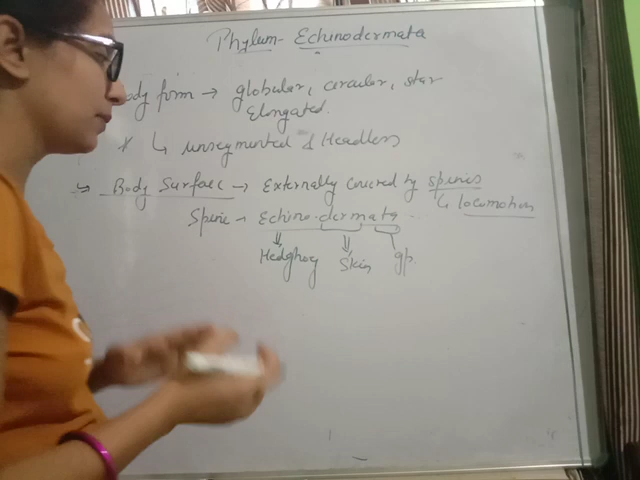 Phylum - Echinodermata
body form → globular, circular, star
Elongated.
* ↳ unsegmented & Headless
→ Body Surface → Externally covered by spines
↳ locomotion
Spine → Echino dermata
Hedghog Skin gp.